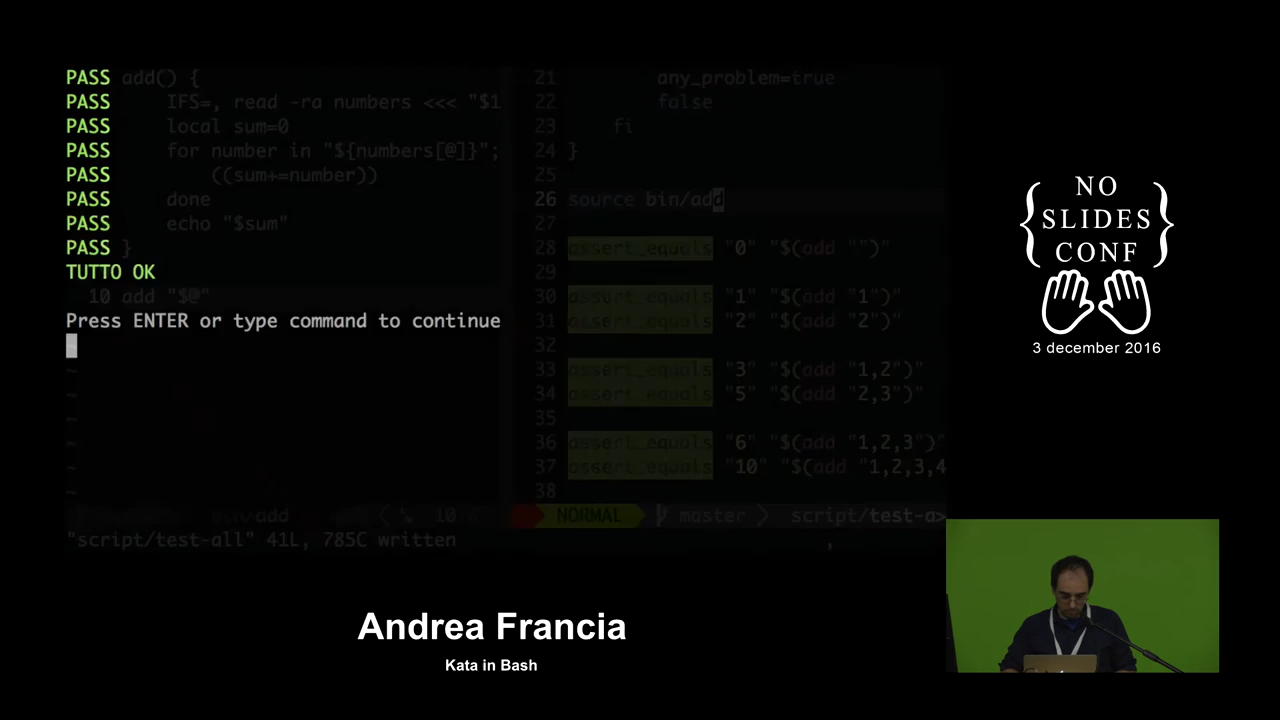 PASS add() {
PASS IFS=, read -ra numbers <<< "$1
PASS local sum=0
PASS for number in "${numbers[@]}";
PASS ((sum+=number))
PASS done
PASS echo "$sum"
PASS }
TUTTO OK
10 add "$@"
Press ENTER or type command to continue
~
~
~
~
~
~
bin/add
10
"script/test-all" 41L, 785C written
21 any_problem=true
22 false
23 fi
24 }
25
26 source bin/add
27
28 assert_equals "0" "$(add "")"
29
30 assert_equals "1" "$(add "1")"
31 assert_equals "2" "$(add "2")"
32
33 assert_equals "3" "$(add "1,2")"
34 assert_equals "5" "$(add "2,3")"
35
36 assert_equals "6" "$(add "1,2,3")"
37 assert_equals "10" "$(add "1,2,3,4
38
NORMAL master script/test-a>
,
NO
SLIDES
CONF
3 december 2016
Andrea Francia
Kata in Bash